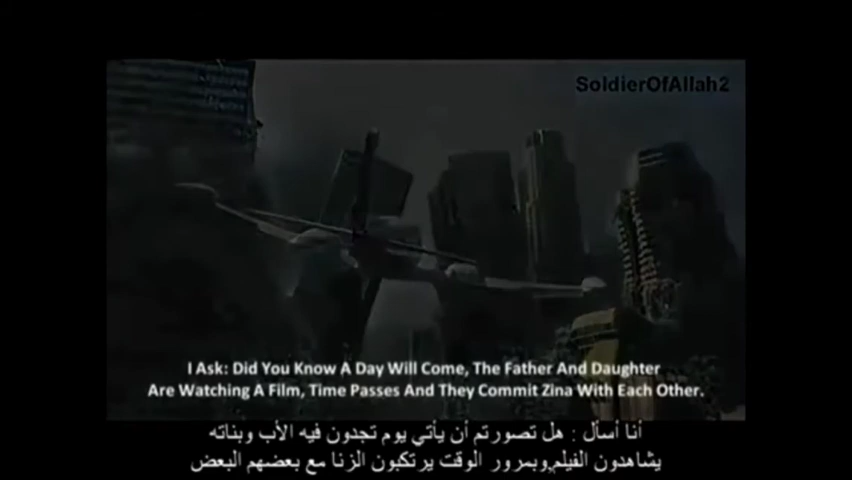 SoldierOfAllah2
I Ask: Did You Know A Day Will Come, The Father And Daughter
Are Watching A Film, Time Passes And They Commit Zina With Each Other.
أنا أسأل : هل تصورتم أن يأتي يوم تجدون فيه الأب وبناته
يشاهدون الفيلم,وبمرور الوقت يرتكبون الزنا مع بعضهم البعض